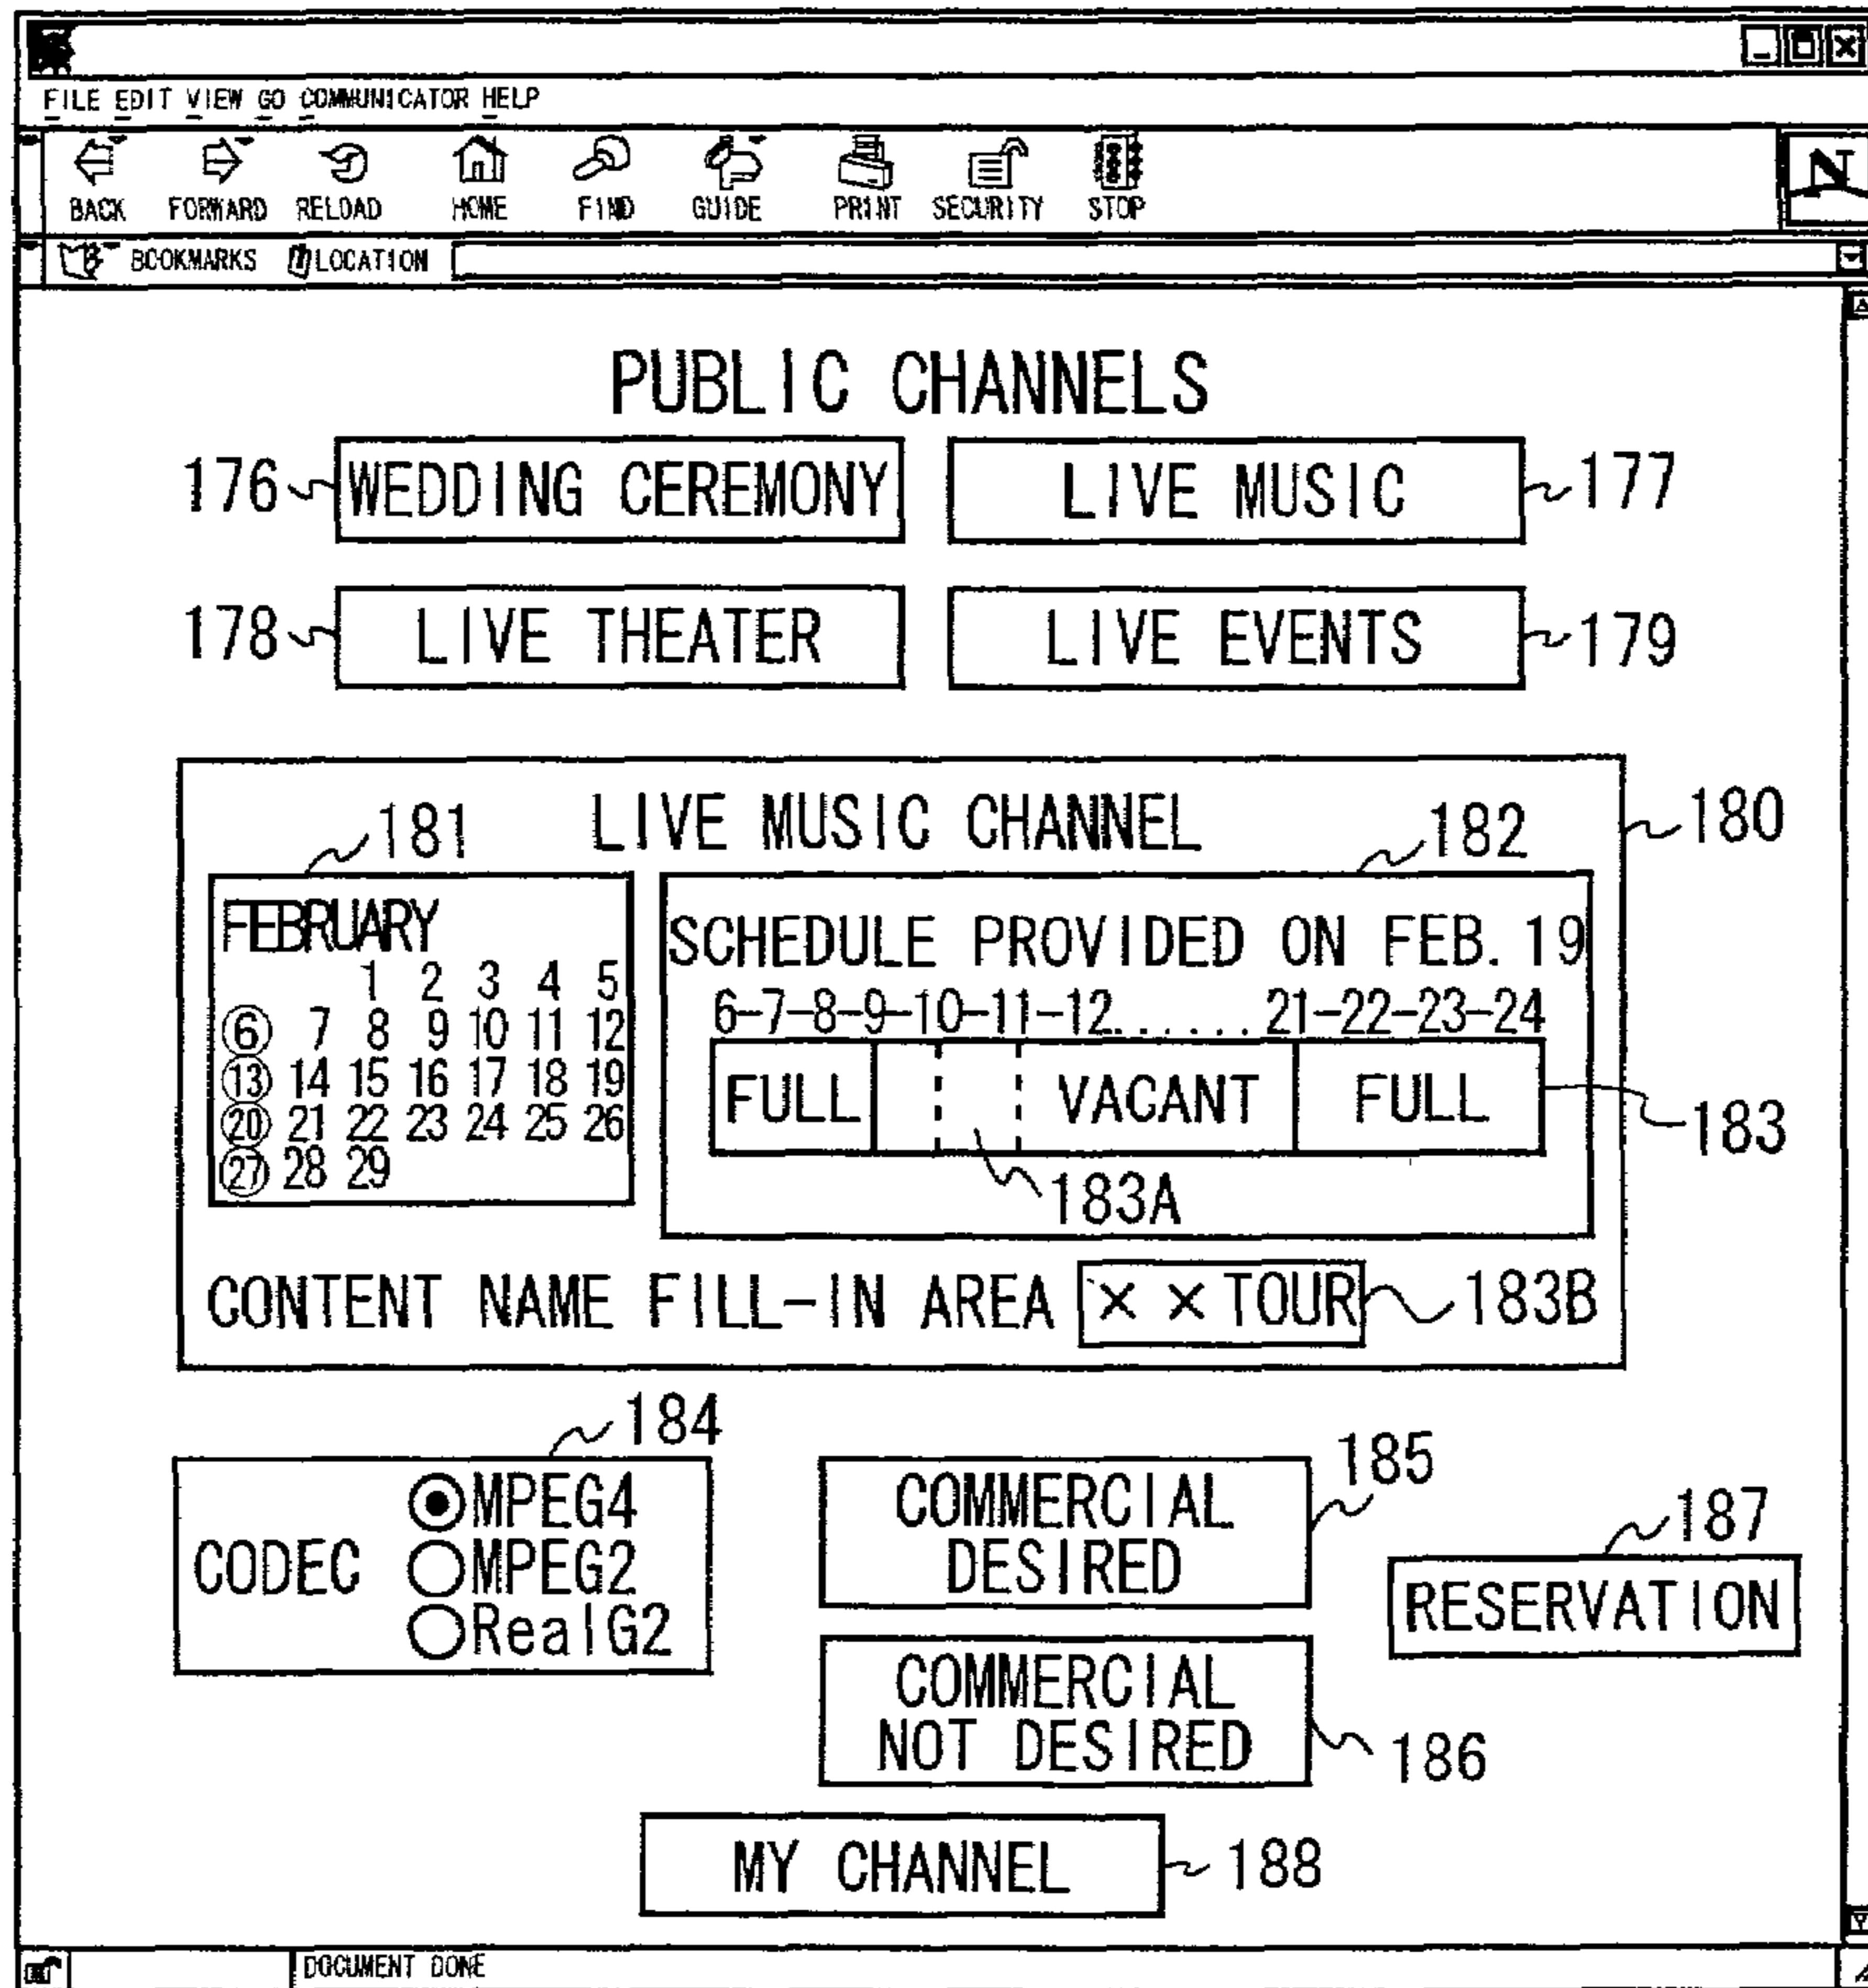 FILE EDIT VIEW GO COMMUNICATOR HELP
BACK FORWARD RELOAD HOME FIND GUIDE PRINT SECURITY STOP N
BOOKMARKS LOCATION
PUBLIC CHANNELS
176 WEDDING CEREMONY LIVE MUSIC 177
178 LIVE THEATER LIVE EVENTS 179
LIVE MUSIC CHANNEL 180
181 182
FEBRUARY
1 2 3 4 5
6 7 8 9 10 11 12
13 14 15 16 17 18 19
20 21 22 23 24 25 26
27 28 29
SCHEDULE PROVIDED ON FEB. 19
6-7-8-9-10-11-12......21-22-23-24
FULL VACANT FULL 183
183A
CONTENT NAME FILL-IN AREA × × TOUR 183B
184
CODEC
MPEG4
MPEG2
RealG2
COMMERCIAL
DESIRED
185
COMMERCIAL
NOT DESIRED
186
187
RESERVATION
MY CHANNEL 188
DOCUMENT DONE